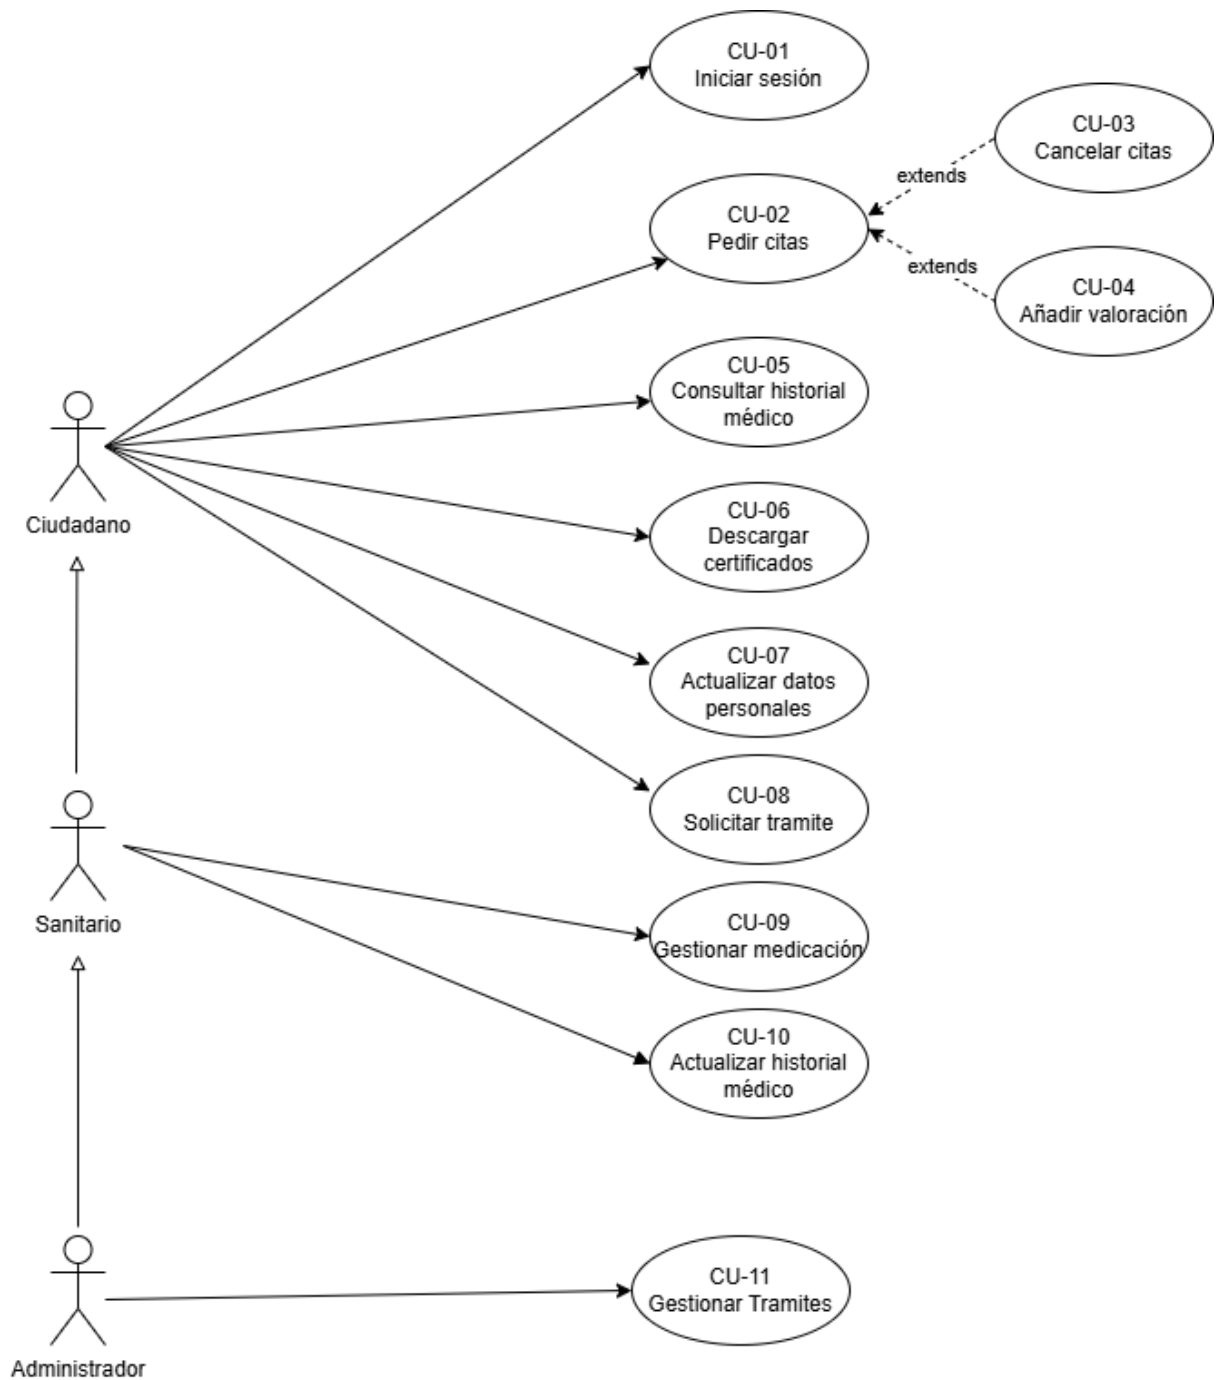 CU-01
Iniciar sesión
CU-03
Cancelar citas
extends
CU-02
Pedir citas
extends
CU-04
Añadir valoración
CU-05
Consultar historial
médico
CU-06
Descargar
certificados
Ciudadano
CU-07
Actualizar datos
personales
CU-08
Solicitar tramite
Sanitario
CU-09
Gestionar medicación
CU-10
Actualizar historial
médico
CU-11
Gestionar Tramites
Administrador